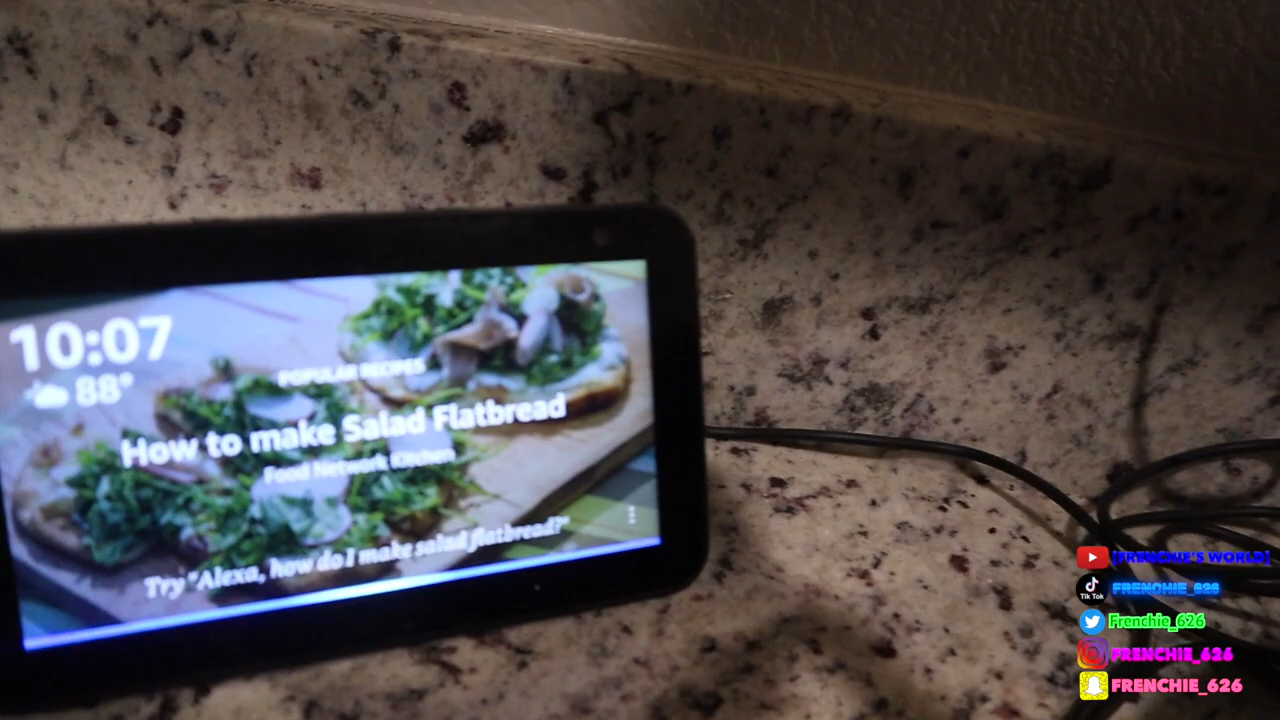 10:07
88°
POPULAR RECIPES
How to make Salad Flatbread
Food Network Kitchen
Try "Alexa, how do I make salad flatbread?"
[FRENCHIE'S WORLD]
Tik Tok
FRENCHIE_626
Frenchie_626
FRENCHIE_626
FRENCHIE_626